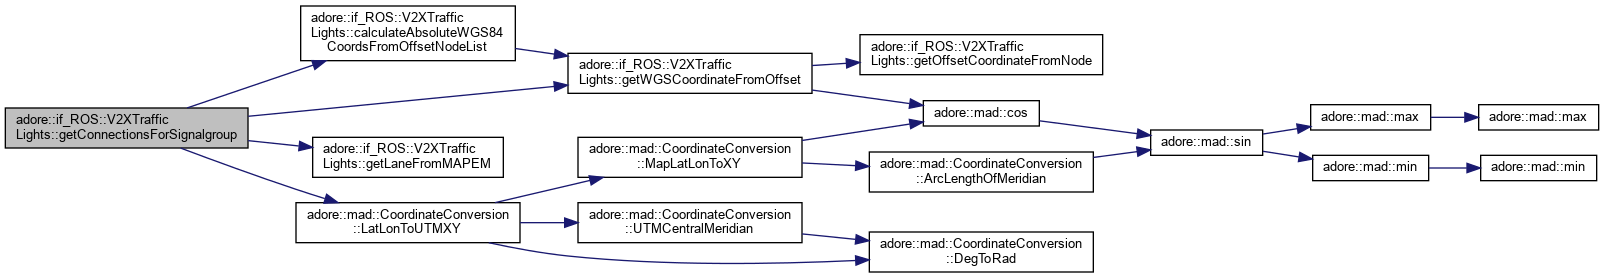 adore::if_ROS::V2XTraffic
Lights::getConnectionsForSignalgroup
adore::if_ROS::V2XTraffic
Lights::calculateAbsoluteWGS84
CoordsFromOffsetNodeList
adore::if_ROS::V2XTraffic
Lights::getWGSCoordinateFromOffset
adore::if_ROS::V2XTraffic
Lights::getOffsetCoordinateFromNode
adore::mad::cos
adore::mad::sin
adore::mad::max
adore::mad::max
adore::mad::min
adore::mad::min
adore::if_ROS::V2XTraffic
Lights::getLaneFromMAPEM
adore::mad::CoordinateConversion
::LatLonToUTMXY
adore::mad::CoordinateConversion
::MapLatLonToXY
adore::mad::CoordinateConversion
::ArcLengthOfMeridian
adore::mad::CoordinateConversion
::UTMCentralMeridian
adore::mad::CoordinateConversion
::DegToRad